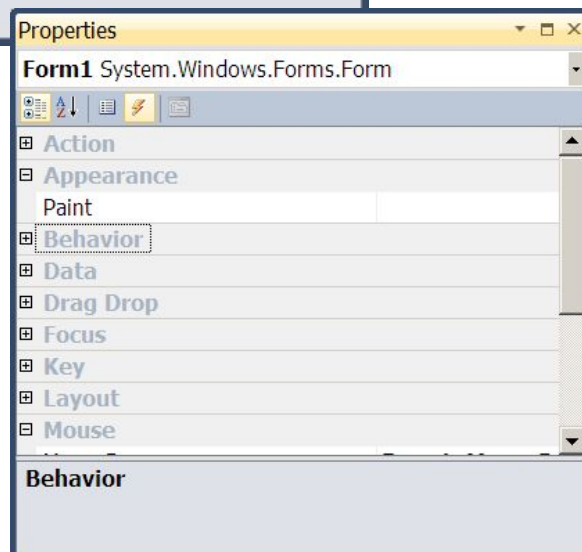 Properties
Form1 System.Windows.Forms.Form
Action
Appearance
Paint
Behavior
Data
Drag Drop
Focus
Key
Layout
Mouse
Behavior